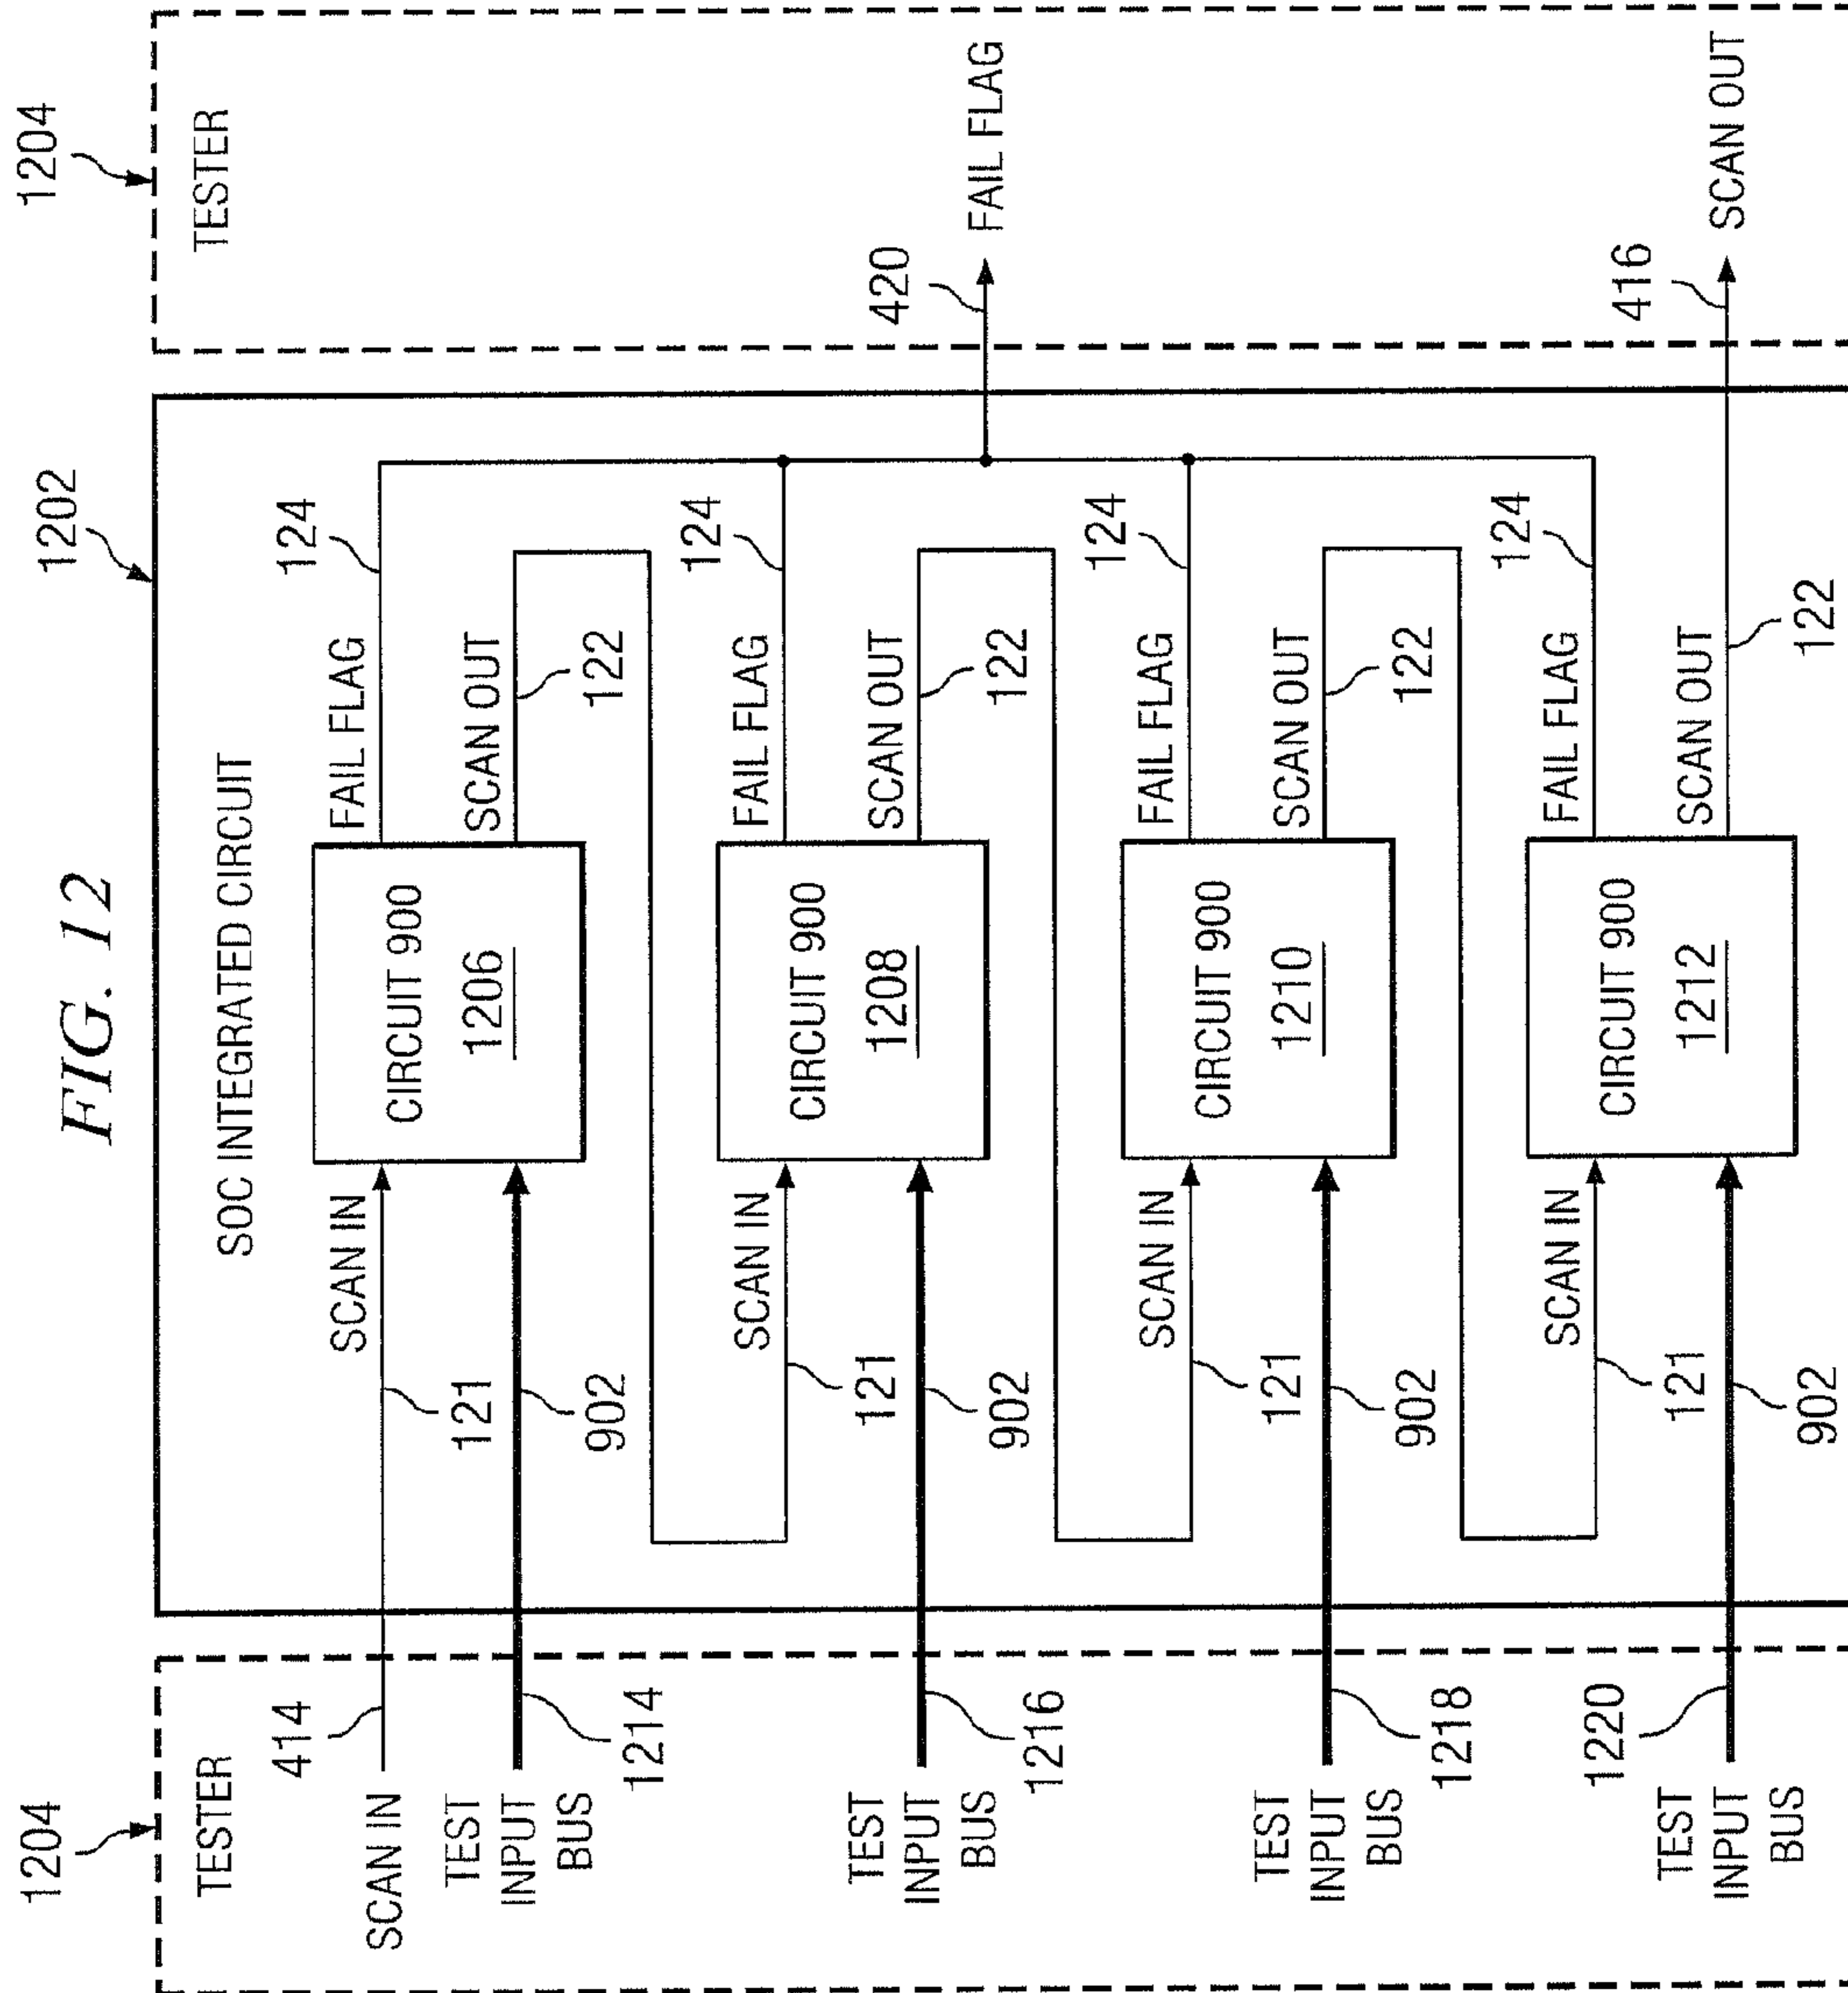 FIG. 12
1204
1202
1204
TESTER
SOC INTEGRATED CIRCUIT
TESTER
SCAN IN
414
121
SCAN IN
CIRCUIT 900
1206
FAIL FLAG
124
TEST
INPUT
BUS
1214
902
SCAN OUT
122
SCAN IN
121
CIRCUIT 900
1208
FAIL FLAG
124
TEST
INPUT
BUS
1216
902
SCAN OUT
122
420
FAIL FLAG
SCAN IN
121
CIRCUIT 900
1210
FAIL FLAG
124
TEST
INPUT
BUS
1218
902
SCAN OUT
122
SCAN IN
121
CIRCUIT 900
1212
FAIL FLAG
124
TEST
INPUT
BUS
1220
902
SCAN OUT
122
416
SCAN OUT